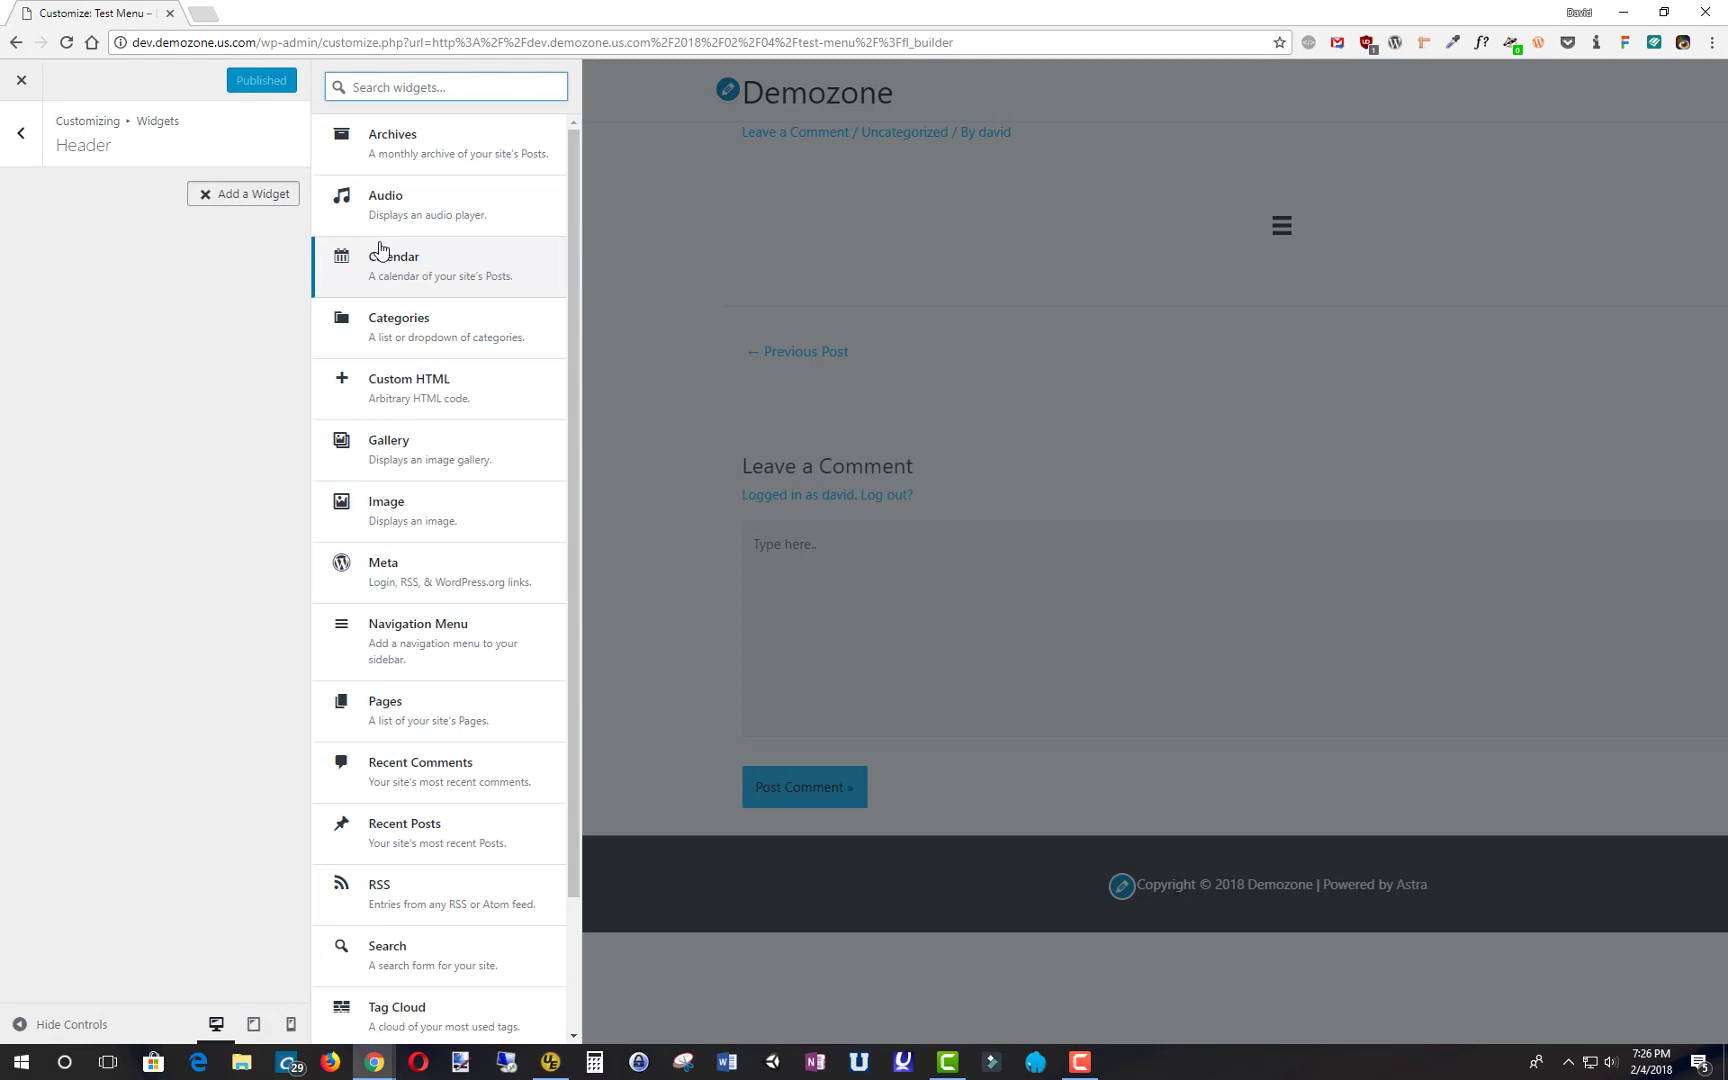 Customize: Test Menu –
David
dev.demozone.us.com/wp-admin/customize.php?url=http%3A%2F%2Fdev.demozone.us.com%2F2018%2F02%2F04%2Ftest-menu%2F%3Ffl_builder
Published
Customizing ▸ Widgets
Header
Add a Widget
Search widgets...
Archives
A monthly archive of your site's Posts.
Audio
Displays an audio player.
Calendar
A calendar of your site's Posts.
Categories
A list or dropdown of categories.
Custom HTML
Arbitrary HTML code.
Gallery
Displays an image gallery.
Image
Displays an image.
Meta
Login, RSS, & WordPress.org links.
Navigation Menu
Add a navigation menu to your
sidebar.
Pages
A list of your site's Pages.
Recent Comments
Your site's most recent comments.
Recent Posts
Your site's most recent Posts.
RSS
Entries from any RSS or Atom feed.
Search
A search form for your site.
Tag Cloud
A cloud of your most used tags.
Hide Controls
Demozone
Leave a Comment / Uncategorized / By david
← Previous Post
Leave a Comment
Logged in as david. Log out?
Type here..
Post Comment »
Copyright © 2018 Demozone | Powered by Astra
29
7:26 PM
2/4/2018
5